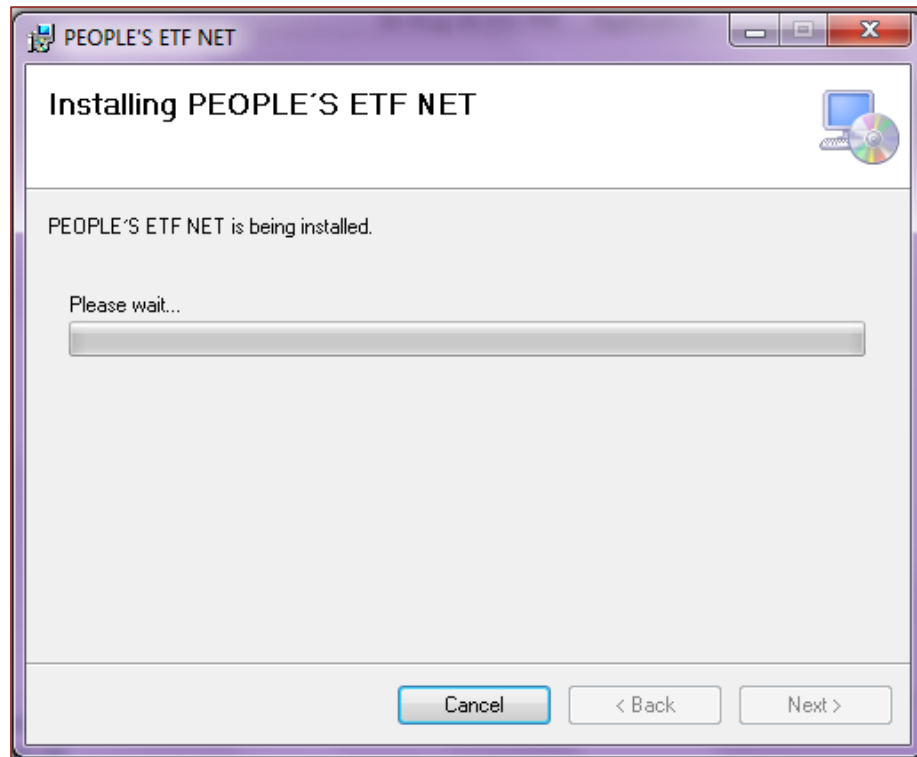 PEOPLE'S ETF NET
Installing PEOPLE´S ETF NET
PEOPLE´S ETF NET is being installed.
Please wait...
Cancel
< Back
Next >